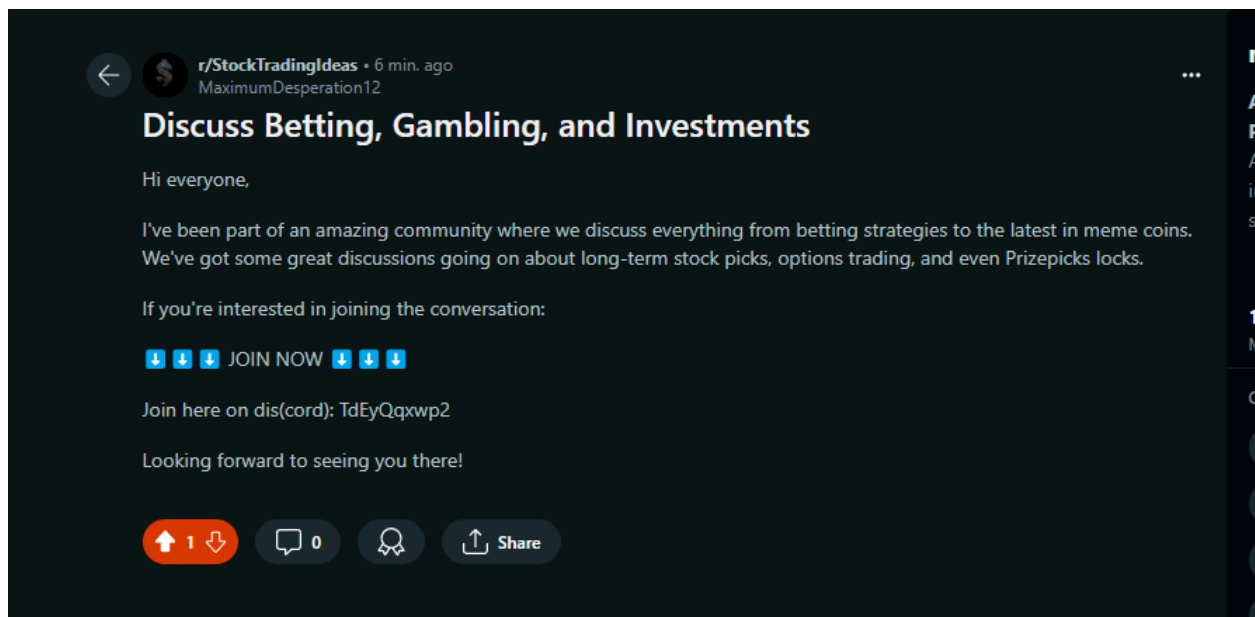 r/StockTradingIdeas • 6 min. ago
MaximumDesperation12
Discuss Betting, Gambling, and Investments
Hi everyone,
I've been part of an amazing community where we discuss everything from betting strategies to the latest in meme coins.
We've got some great discussions going on about long-term stock picks, options trading, and even Prizepicks locks.
If you're interested in joining the conversation:
⬇️ ⬇️ ⬇️ JOIN NOW ⬇️ ⬇️ ⬇️
Join here on dis(cord): TdEyQqxwp2
Looking forward to seeing you there!
1 0 Share